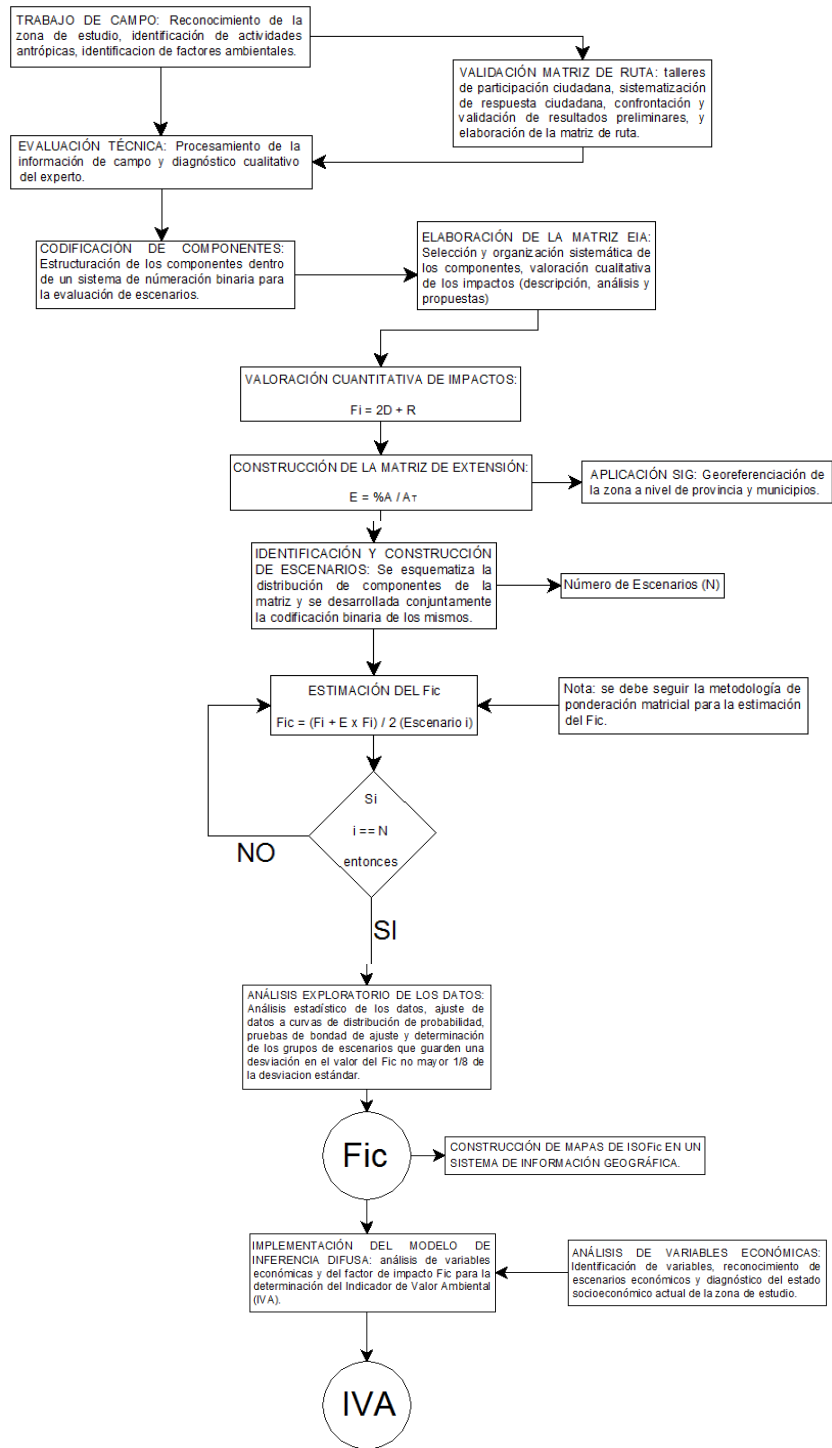 TRABAJO DE CAMPO: Reconocimiento de la
zona de estudio, identificación de actividades
antrópicas, identificacion de factores ambientales.
VALIDACIÓN MATRIZ DE RUTA: talleres
de participación ciudadana, sistematización
de respuesta ciudadana, confrontación y
validación de resultados preliminares, y
elaboración de la matriz de ruta.
EVALUACIÓN TÉCNICA: Procesamiento de la
información de campo y diagnóstico cualitativo
del experto.
CODIFICACIÓN DE COMPONENTES:
Estructuración de los componentes dentro
de un sistema de númeración binaria para
la evaluación de escenarios.
ELABORACIÓN DE LA MATRIZ EIA:
Selección y organización sistemática de
los componentes, valoración cualitativa
de los impactos (descripción, análisis y
propuestas)
VALORACIÓN CUANTITATIVA DE IMPACTOS:
Fi = 2D + R
CONSTRUCCIÓN DE LA MATRIZ DE EXTENSIÓN:
E = %A / AT
APLICACIÓN SIG: Georeferenciación de
la zona a nivel de provincia y municipios.
IDENTIFICACIÓN Y CONSTRUCCIÓN
DE ESCENARIOS: Se esquematiza la
distribución de componentes de la
matriz y se desarrollada conjuntamente
la codificación binaria de los mismos.
Número de Escenarios (N)
ESTIMACIÓN DEL Fic
Fic = (Fi + E x Fi) / 2 (Escenario i)
Nota: se debe seguir la metodología de
ponderación matricial para la estimación
del Fic.
Si
i == N
entonces
NO
SI
ANÁLISIS EXPLORATORIO DE LOS DATOS:
Análisis estadístico de los datos, ajuste de
datos a curvas de distribución de probabilidad,
pruebas de bondad de ajuste y determinación
de los grupos de escenarios que guarden una
desviación en el valor del Fic no mayor 1/8 de
la desviacion estándar.
Fic
CONSTRUCCIÓN DE MAPAS DE ISOFic EN UN
SISTEMA DE INFORMACIÓN GEOGRÁFICA.
IMPLEMENTACIÓN DEL MODELO DE
INFERENCIA DIFUSA: análisis de variables
económicas y del factor de impacto Fic para la
determinación del Indicador de Valor Ambiental
(IVA).
ANÁLISIS DE VARIABLES ECONÓMICAS:
Identificación de variables, reconocimiento de
escenarios económicos y diagnóstico del estado
socioeconómico actual de la zona de estudio.
IVA